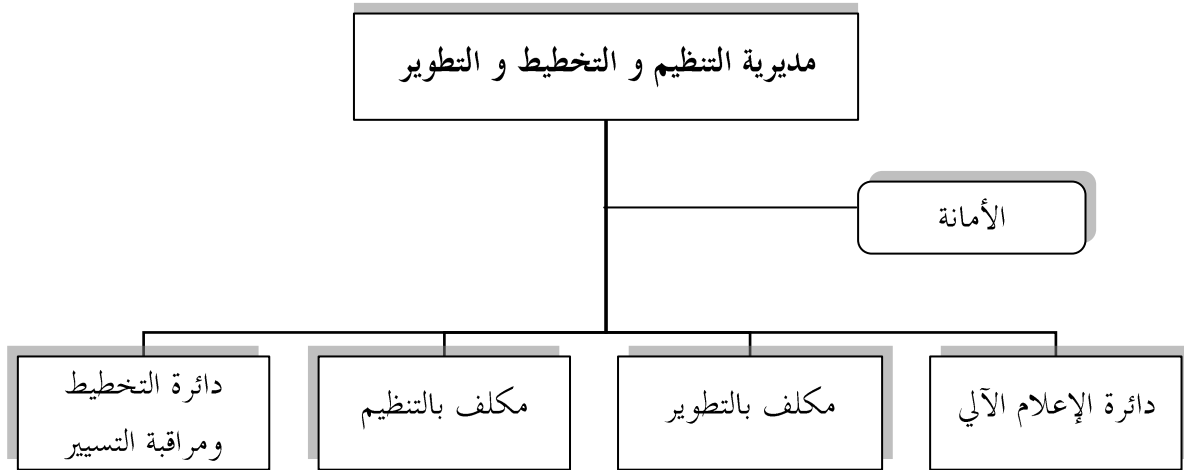 مديرية التنظيم و التخطيط و التطوير
الأمانة
دائرة الإعلام الآلي
مكلف بالتطوير
مكلف بالتنظيم
دائرة التخطيط
ومراقبة التسيير